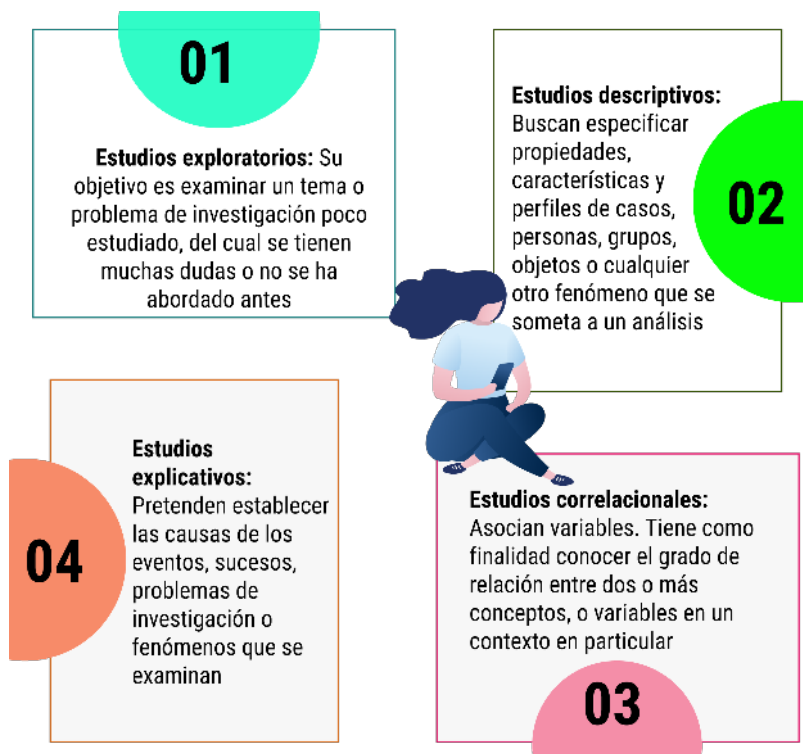 01
Estudios exploratorios: Su
objetivo es examinar un tema o
problema de investigación poco
estudiado, del cual se tienen
muchas dudas o no se ha
abordado antes
Estudios descriptivos:
Buscan especificar
propiedades,
características y
perfiles de casos,
personas, grupos,
objetos o cualquier
otro fenómeno que se
someta a un análisis
02
Estudios correlacionales:
Asocian variables. Tiene como
finalidad conocer el grado de
relación entre dos o más
conceptos, o variables en un
contexto en particular
03
Estudios
explicativos:
Pretenden establecer
las causas de los
eventos, sucesos,
problemas de
investigación o
fenómenos que se
examinan
04